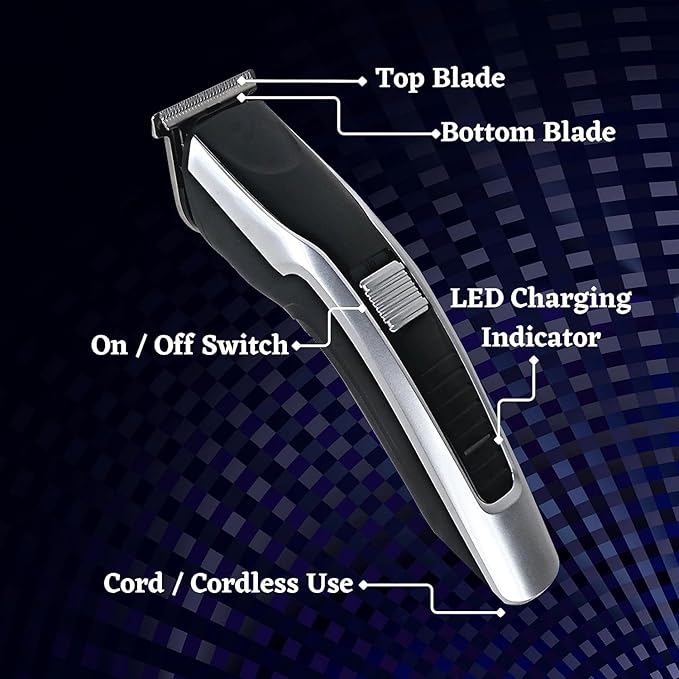 Top Blade
Bottom Blade
LED Charging
Indicator
On / Off Switch
Cord / Cordless Use